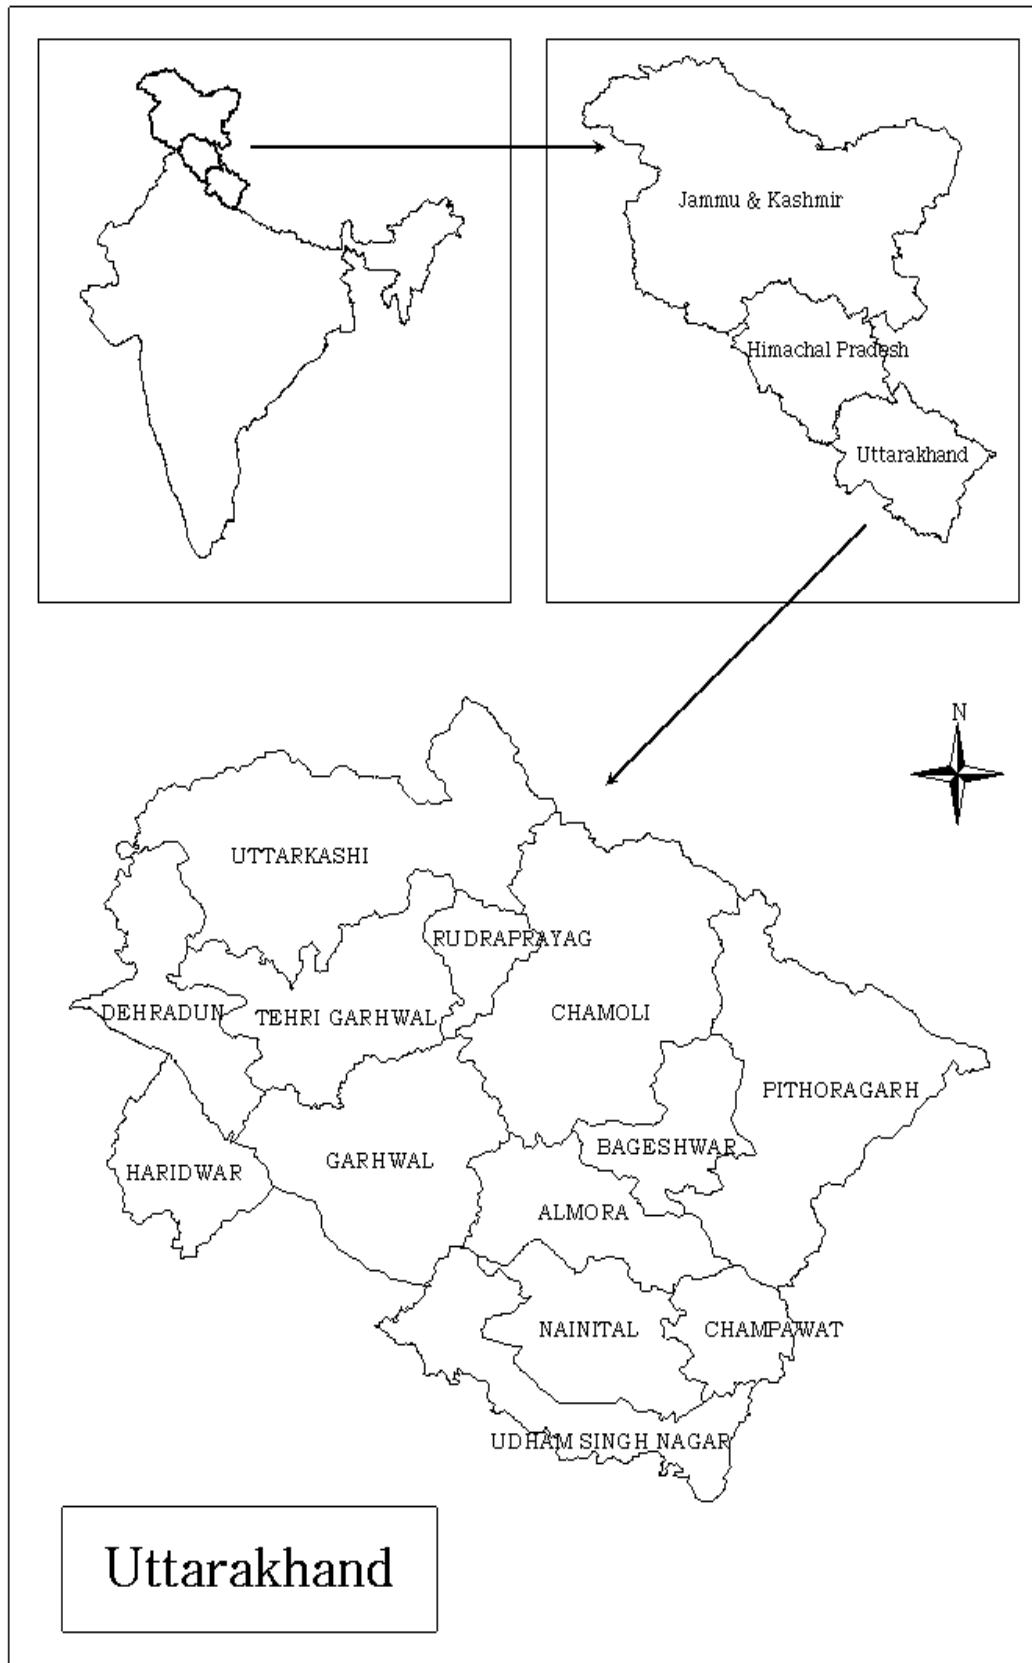 Jammu & Kashmir
Himachal Pradesh
Uttarakhand
N
UTTARKASHI
RUDRAPRAYAG
DEHRADUN
TEHRI GARHWAL
CHAMOLI
PITHORAGARH
HARIDWAR
GARHWAL
BAGESHWAR
ALMORA
NAINITAL
CHAMPAWAT
UDHAM SINGH NAGAR
Uttarakhand